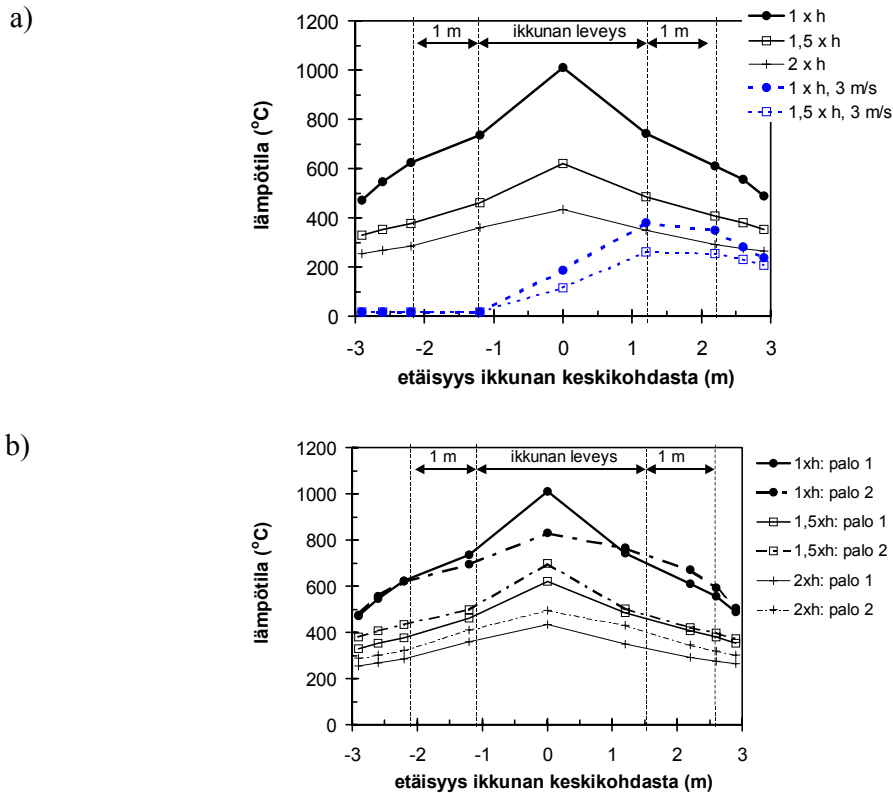 a)
1200
1000
800
600
400
200
0
lämpötila (°C)
1 m
ikkunan leveys
1 m
1 x h
1,5 x h
2 x h
1 x h, 3 m/s
1,5 x h, 3 m/s
-3 -2 -1 0 1 2 3
etäisyys ikkunan keskikohdasta (m)
b)
1200
1000
800
600
400
200
0
lämpötila (°C)
1 m
ikkunan leveys
1 m
1xh: palo 1
1xh: palo 2
1,5xh: palo 1
1,5xh: palo 2
2xh: palo 1
2xh: palo 2
-3 -2 -1 0 1 2 3
etäisyys ikkunan keskikohdasta (m)